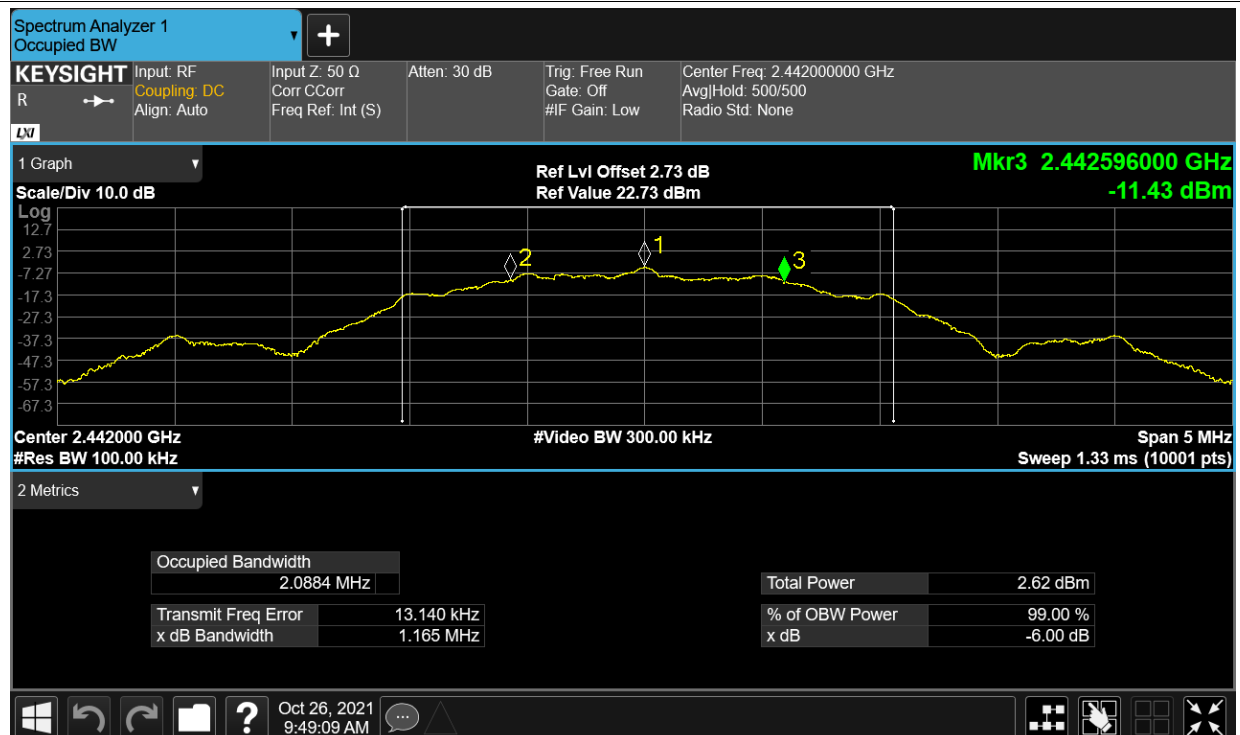 Spectrum Analyzer 1
Occupied BW
+
KEYSIGHT Input: RF Input Z: 50 Ω Atten: 30 dB Trig: Free Run Center Freq: 2.442000000 GHz
R Coupling: DC Corr CCorr Gate: Off Avg|Hold: 500/500
Align: Auto Freq Ref: Int (S) #IF Gain: Low Radio Std: None
LXI
1 Graph Ref Lvl Offset 2.73 dB Mkr3 2.442596000 GHz
Scale/Div 10.0 dB Ref Value 22.73 dBm -11.43 dBm
Log
12.7
2.73
-7.27
-17.3
-27.3
-37.3
-47.3
-57.3
-67.3
2 1 3
Center 2.442000 GHz #Video BW 300.00 kHz Span 5 MHz
#Res BW 100.00 kHz Sweep 1.33 ms (10001 pts)
2 Metrics
Occupied Bandwidth
2.0884 MHz Total Power 2.62 dBm
Transmit Freq Error 13.140 kHz % of OBW Power 99.00 %
x dB Bandwidth 1.165 MHz x dB -6.00 dB
? Oct 26, 2021
9:49:09 AM